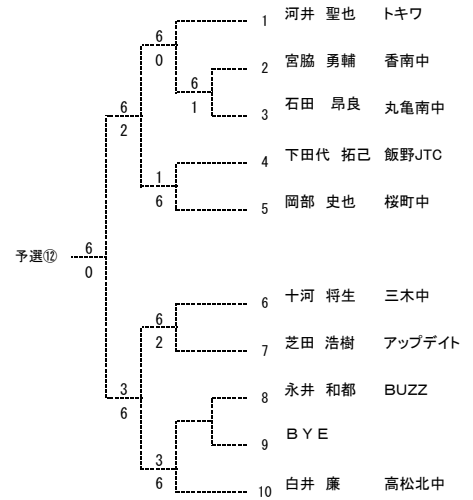 1 河井 聖也 トキワ
6
0
2 宮脇 勇輔 香南中
6
1
3 石田 昂良 丸亀南中
6
2
4 下田代 拓己 飯野JTC
1
6
5 岡部 史也 桜町中
予選⑫
6
0
6 十河 将生 三木中
6
2
7 芝田 浩樹 アップデイト
3
6
8 永井 和都 BUZZ
9 BYE
3
6
10 白井 廉 高松北中